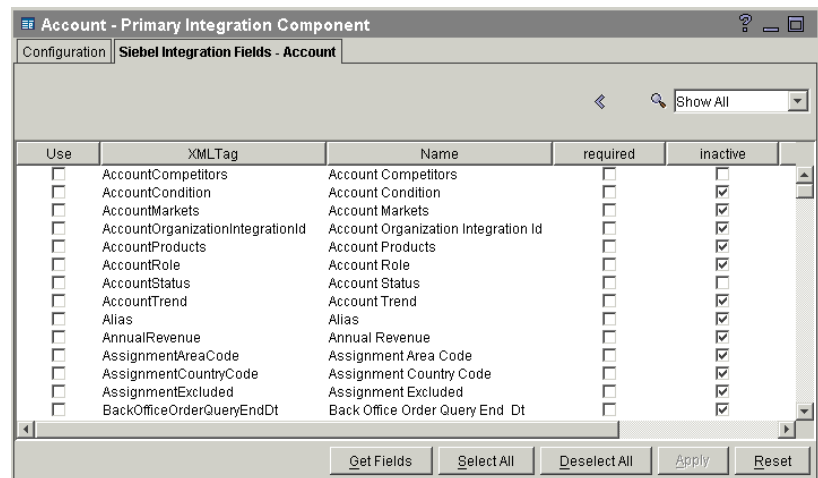 Account - Primary Integration Component
Configuration Siebel Integration Fields - Account
Show All
Use XMLTag Name required inactive
AccountCompetitors Account Competitors
AccountCondition Account Condition
AccountMarkets Account Markets
AccountOrganizationIntegrationId Account Organization Integration Id
AccountProducts Account Products
AccountRole Account Role
AccountStatus Account Status
AccountTrend Account Trend
Alias Alias
AnnualRevenue Annual Revenue
AssignmentAreaCode Assignment Area Code
AssignmentCountryCode Assignment Country Code
AssignmentExcluded Assignment Excluded
BackOfficeOrderQueryEndDt Back Office Order Query End Dt
Get Fields Select All Deselect All Apply Reset